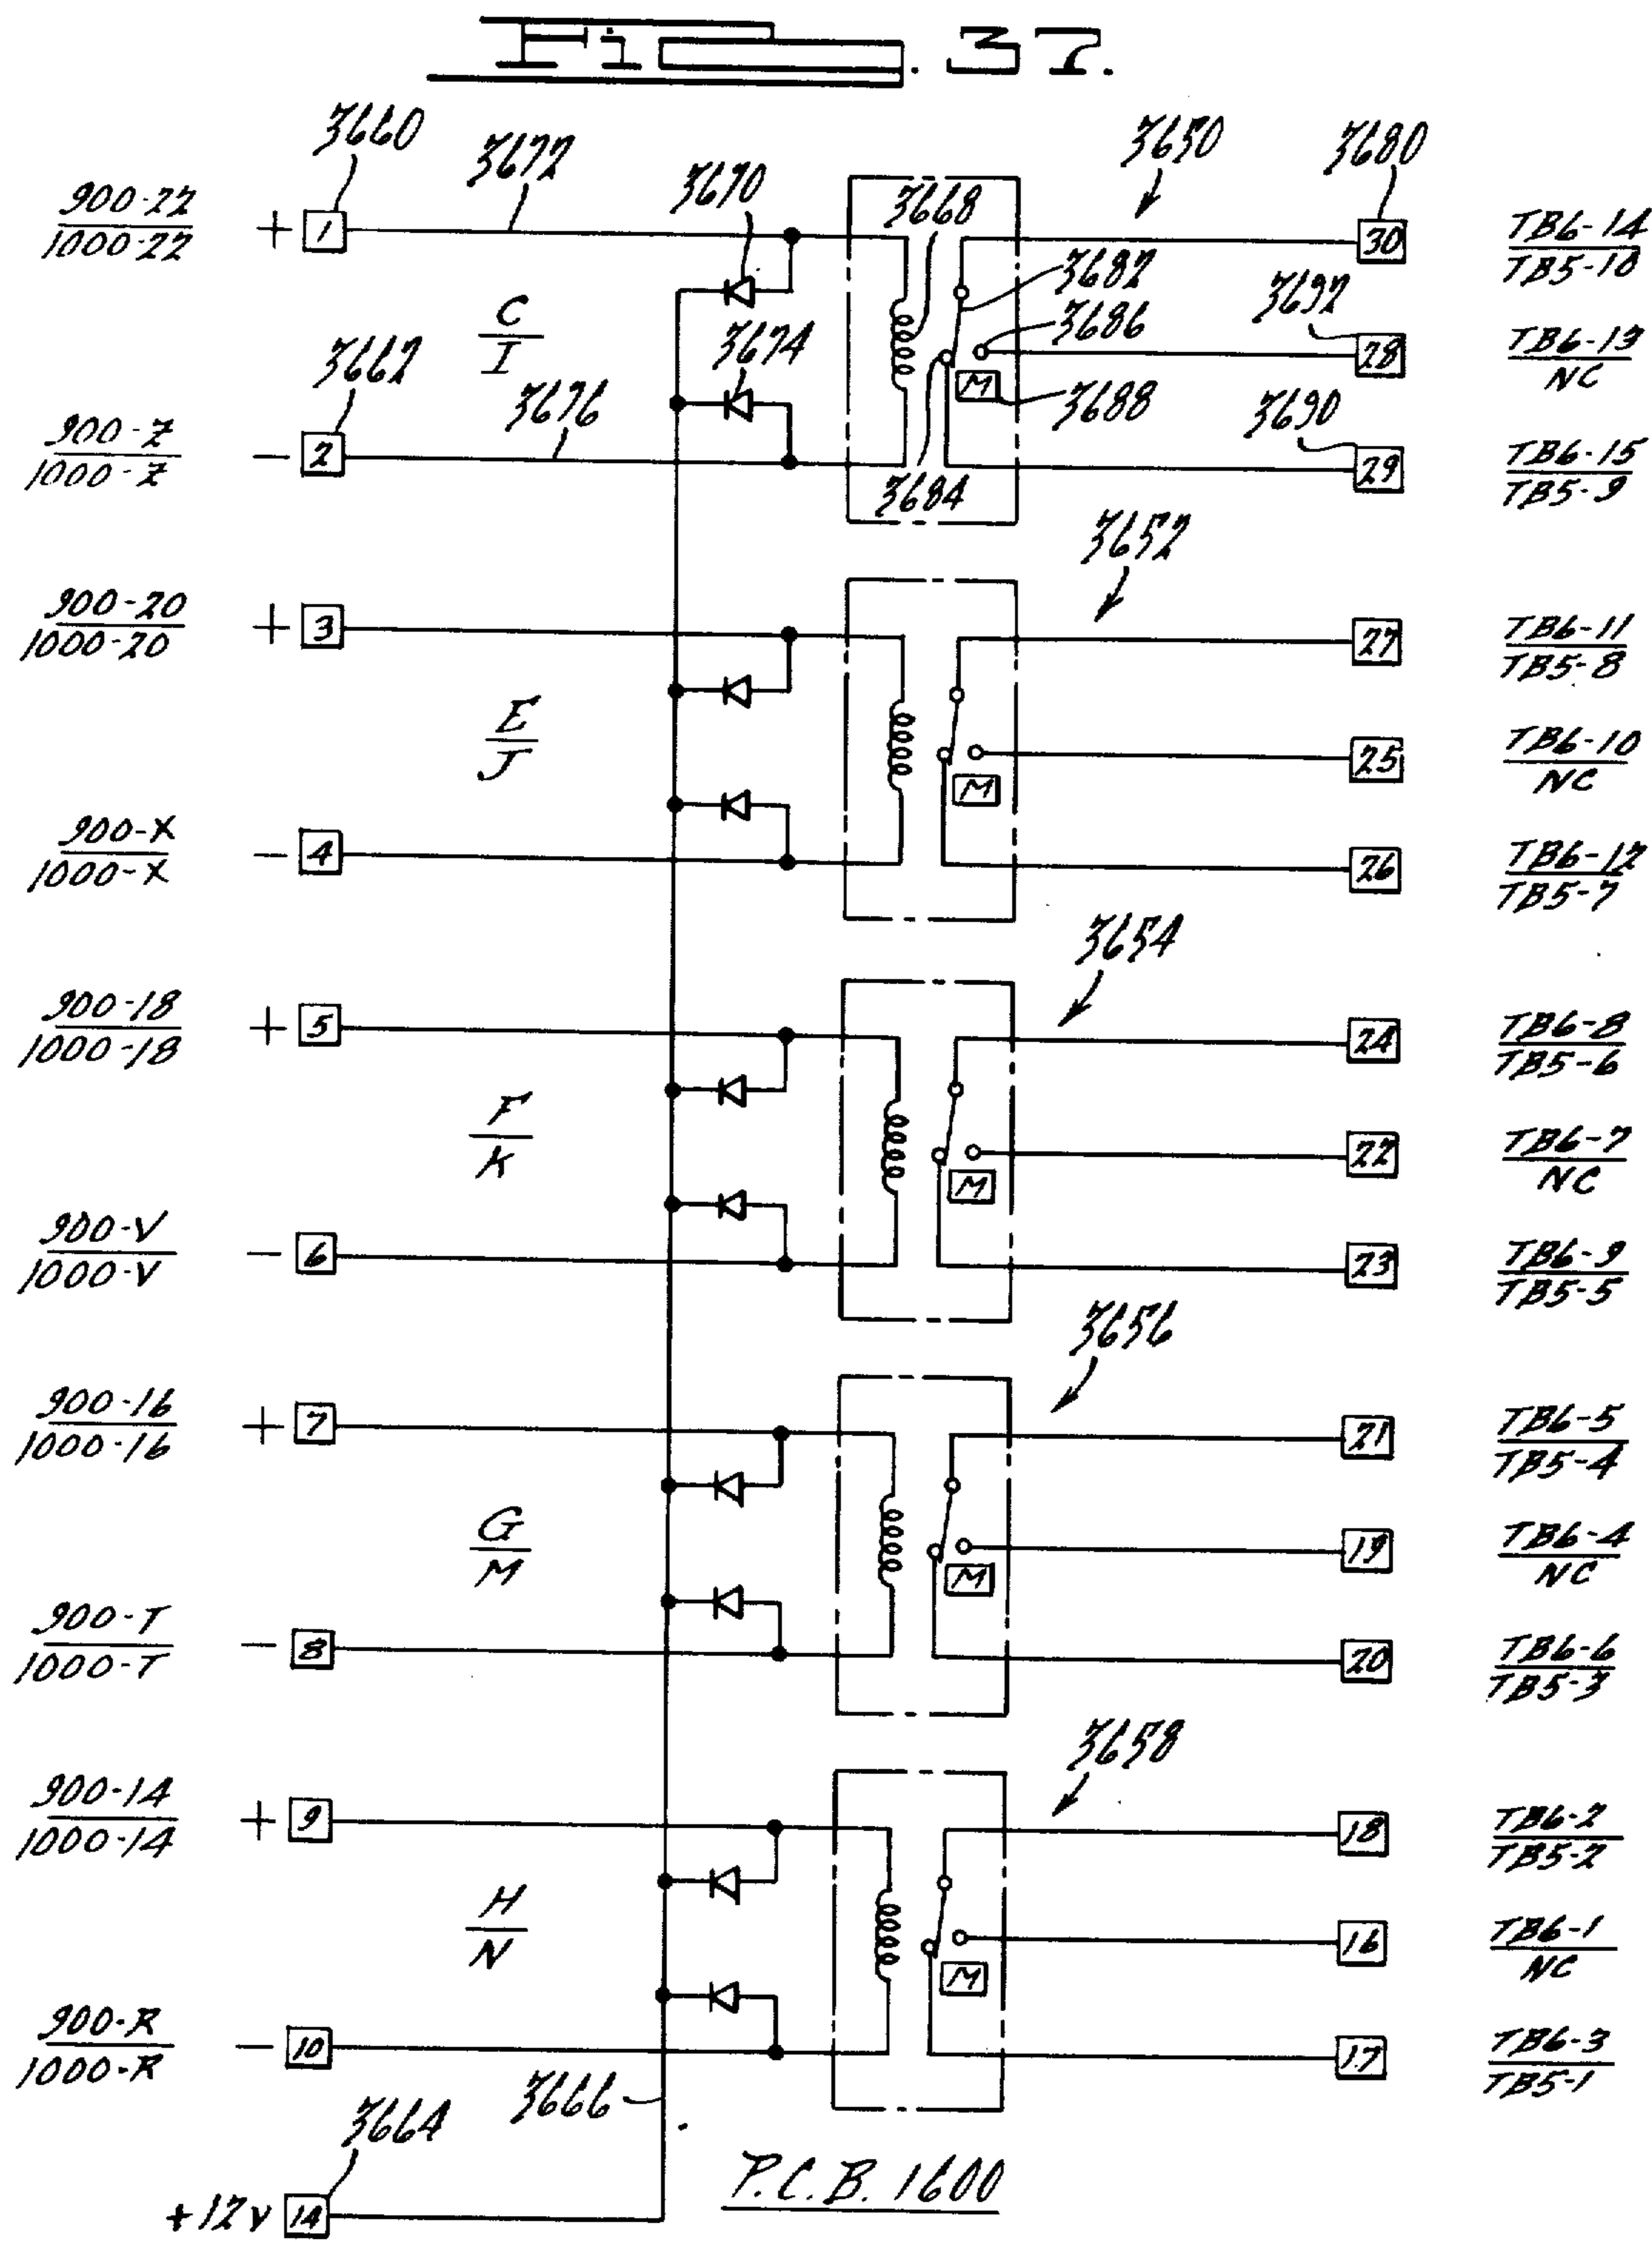 FIG. 37.
3660
3672
3670
3668
3650
3680
900-22
1000-22
+ 1
30
TB6-14
TB5-10
3682
3692
C
I
3686
28
TB6-13
NC
3662
3674
M
3688
3676
3690
900-Z
1000-Z
- 2
3684
29
TB6-15
TB5-9
3652
900-20
1000-20
+ 3
27
TB6-11
TB5-8
E
J
25
TB6-10
NC
M
900-X
1000-X
- 4
26
TB6-12
TB5-7
3654
900-18
1000-18
+ 5
24
TB6-8
TB5-6
F
K
22
TB6-7
NC
M
900-V
1000-V
- 6
23
TB6-9
TB5-5
3656
900-16
1000-16
+ 7
21
TB6-5
TB5-4
G
M
19
TB6-4
NC
M
900-T
1000-T
- 8
20
TB6-6
TB5-3
3658
900-14
1000-14
+ 9
18
TB6-2
TB5-2
H
N
16
TB6-1
NC
M
900-R
1000-R
- 10
17
TB6-3
TB5-1
3666
3664
P.C.B. 1600
+12V 14